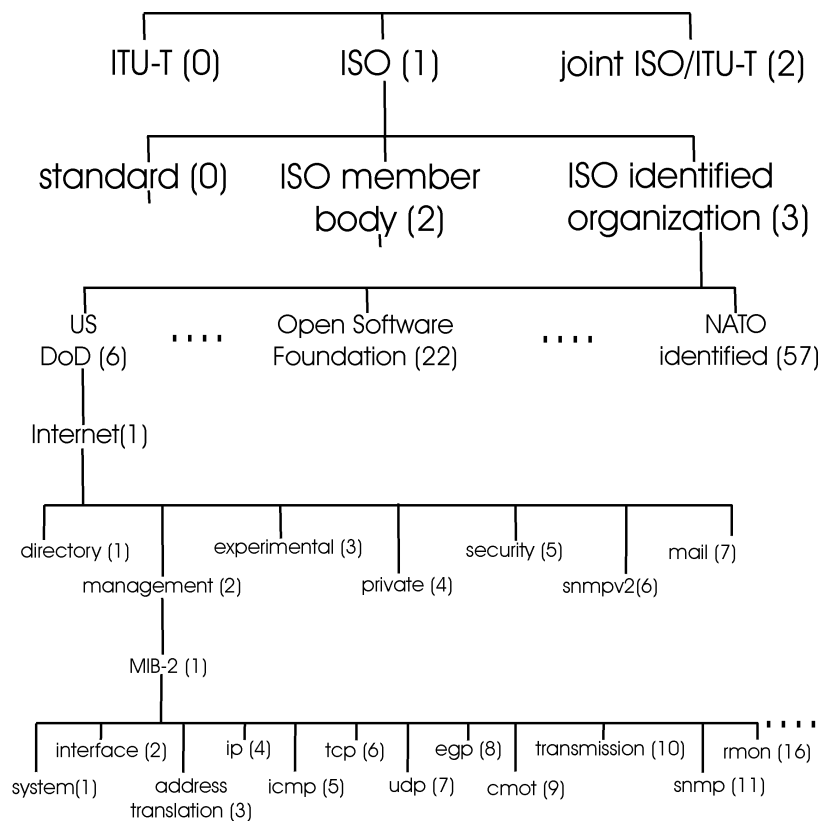 ITU-T (0) ISO (1) joint ISO/ITU-T (2)
standard (0) ISO member body (2) ISO identified organization (3)
US DoD (6) .... Open Software Foundation (22) .... NATO identified (57)
Internet(1)
directory (1) management (2) experimental (3) private (4) security (5) snmpv2(6) mail (7)
MIB-2 (1)
system(1) interface (2) address translation (3) ip (4) icmp (5) tcp (6) udp (7) egp (8) cmot (9) transmission (10) snmp (11) rmon (16) ....